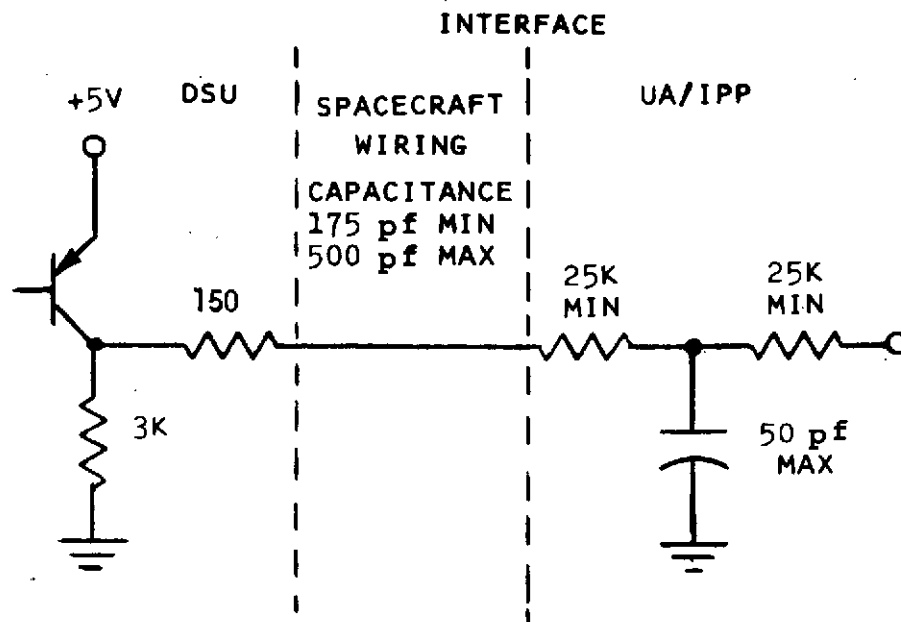 INTERFACE
+5V
DSU
SPACECRAFT
WIRING
CAPACITANCE
175 pf MIN
500 pf MAX
UA/IPP
150
3K
25K
MIN
25K
MIN
50 pf
MAX